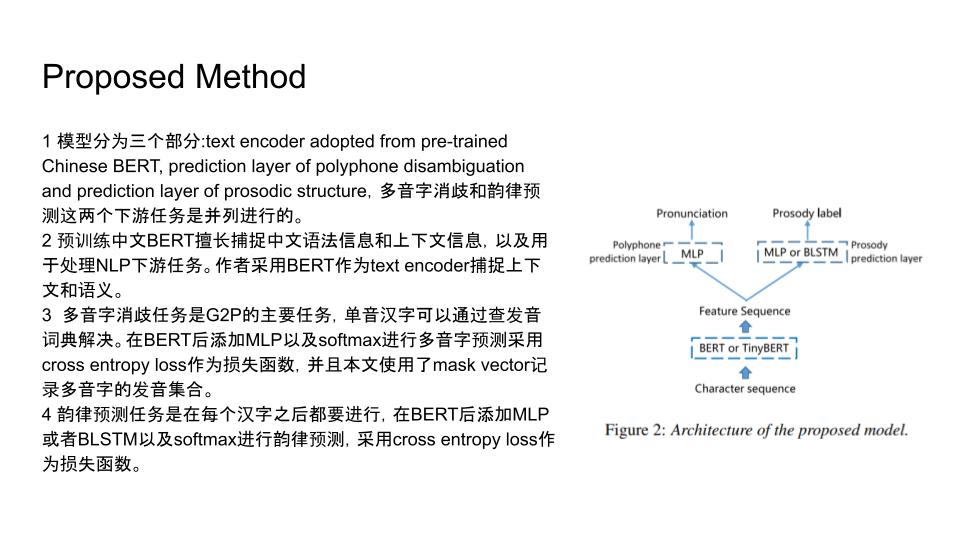 Proposed Method
1 模型分为三个部分:text encoder adopted from pre-trained
Chinese BERT, prediction layer of polyphone disambiguation
and prediction layer of prosodic structure，多音字消歧和韵律预
测这两个下游任务是并列进行的。
2 预训练中文BERT擅长捕捉中文语法信息和上下文信息，以及用
于处理NLP下游任务。作者采用BERT作为text encoder捕捉上下
文和语义。
3  多音字消歧任务是G2P的主要任务，单音汉字可以通过查发音
词典解决。在BERT后添加MLP以及softmax进行多音字预测采用
cross entropy loss作为损失函数，并且本文使用了mask vector记
录多音字的发音集合。
4 韵律预测任务是在每个汉字之后都要进行，在BERT后添加MLP
或者BLSTM以及softmax进行韵律预测，采用cross entropy loss作
为损失函数。
Pronunciation
Prosody label
Polyphone
prediction layer
MLP
MLP or BLSTM
Prosody
prediction layer
Feature Sequence
BERT or TinyBERT
Character sequence
Figure 2: Architecture of the proposed model.